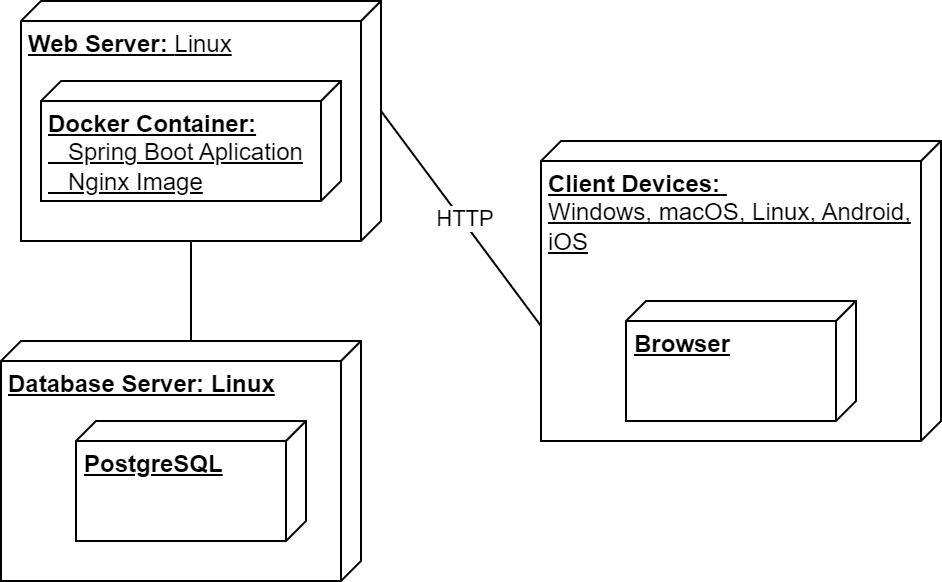 Web Server: Linux
Docker Container:
Spring Boot Aplication
Nginx Image
HTTP
Client Devices:
Windows, macOS, Linux, Android,
iOS
Browser
Database Server: Linux
PostgreSQL